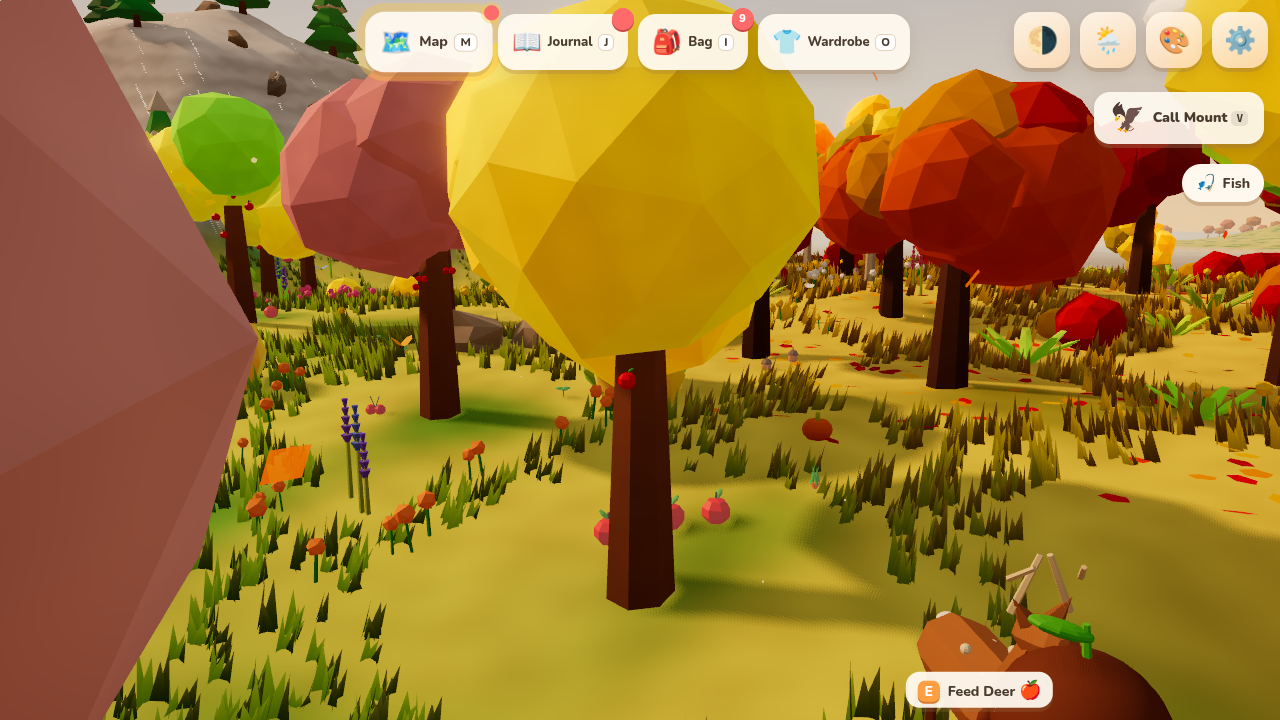 Map M
Journal J
Bag I
9
Wardrobe O
Call Mount V
Fish
E Feed Deer